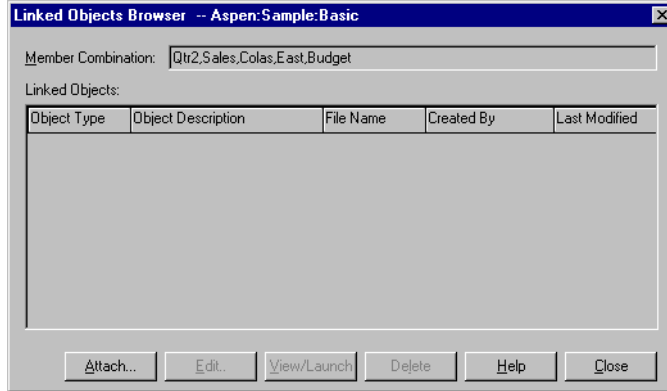 Linked Objects Browser -- Aspen:Sample:Basic
Member Combination: Qtr2,Sales,Colas,East,Budget
Linked Objects:
Object Type Object Description File Name Created By Last Modified
Attach... Edit.. View/Launch Delete Help Close